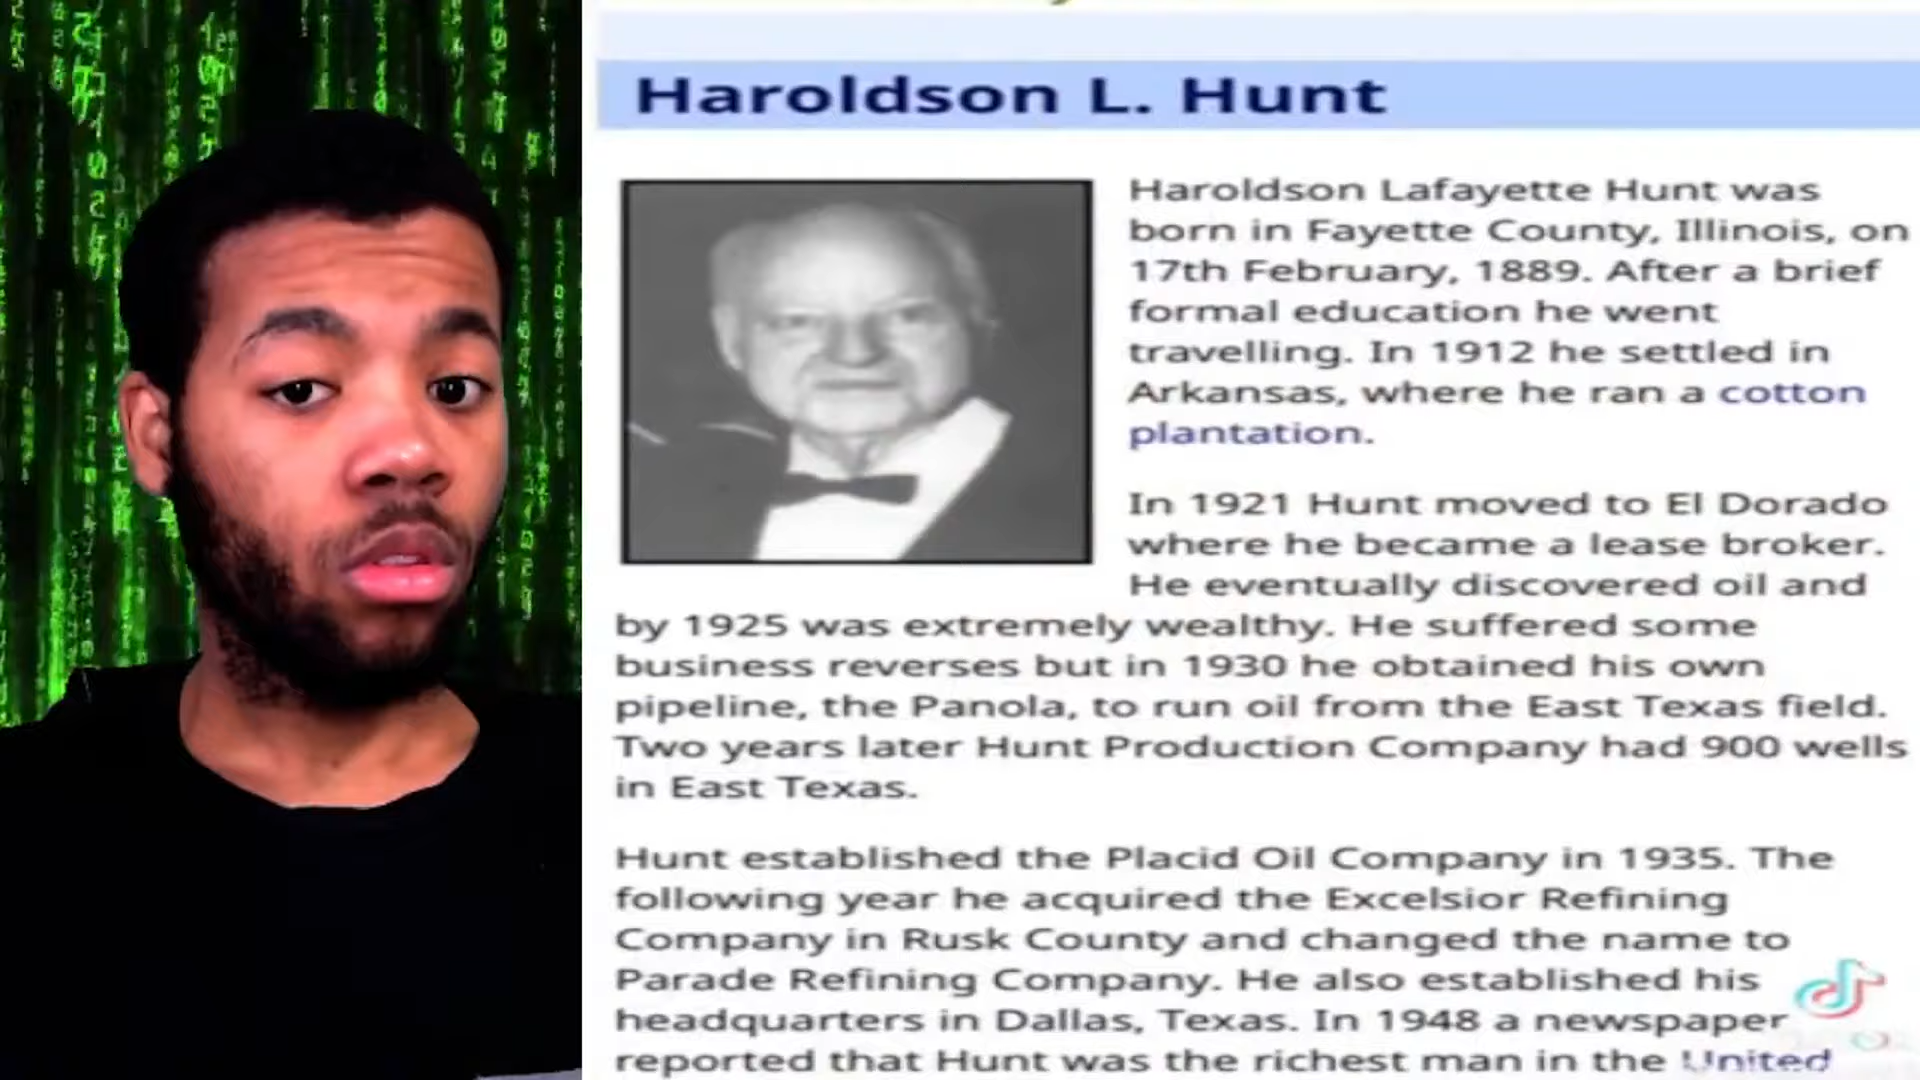 Haroldson L. Hunt
Haroldson Lafayette Hunt was
born in Fayette County, Illinois, on
17th February, 1889. After a brief
formal education he went
travelling. In 1912 he settled in
Arkansas, where he ran a cotton
plantation.
In 1921 Hunt moved to El Dorado
where he became a lease broker.
He eventually discovered oil and
by 1925 was extremely wealthy. He suffered some
business reverses but in 1930 he obtained his own
pipeline, the Panola, to run oil from the East Texas field.
Two years later Hunt Production Company had 900 wells
in East Texas.
Hunt established the Placid Oil Company in 1935. The
following year he acquired the Excelsior Refining
Company in Rusk County and changed the name to
Parade Refining Company. He also established his
headquarters in Dallas, Texas. In 1948 a newspaper
reported that Hunt was the richest man in the United